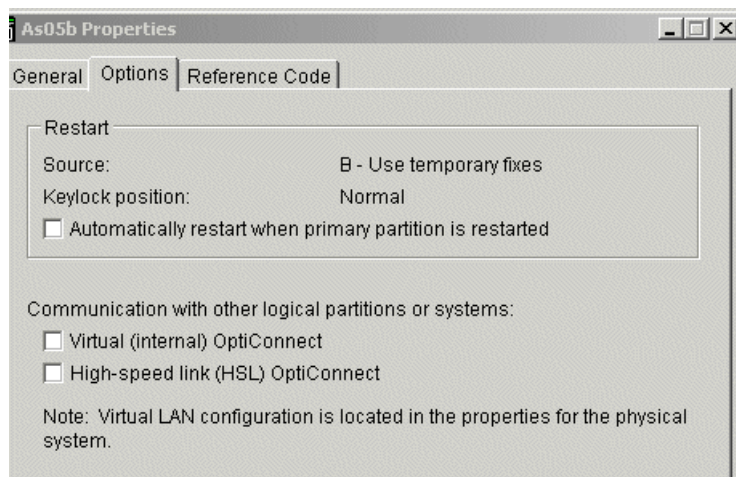 As05b Properties
General Options Reference Code
Restart
Source: B - Use temporary fixes
Keylock position: Normal
Automatically restart when primary partition is restarted
Communication with other logical partitions or systems:
Virtual (internal) OptiConnect
High-speed link (HSL) OptiConnect
Note: Virtual LAN configuration is located in the properties for the physical
system.